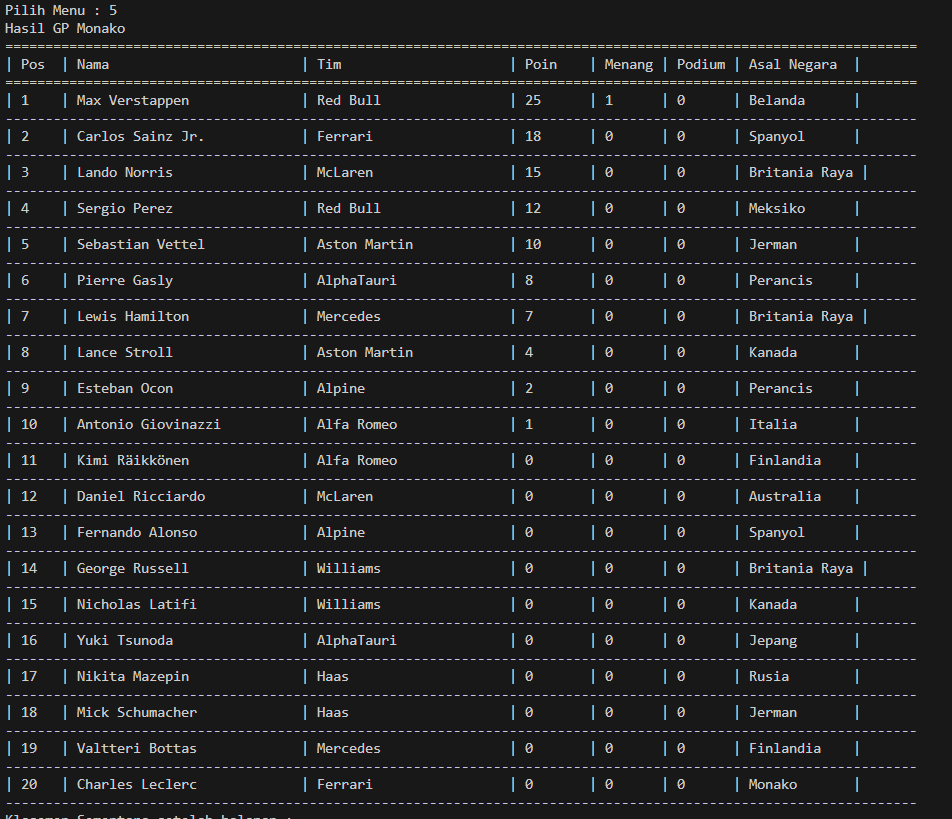 Pilih Menu : 5
Hasil GP Monako
==================================================================================================================
| Pos | Nama | Tim | Poin | Menang | Podium | Asal Negara |
==================================================================================================================
| 1 | Max Verstappen | Red Bull | 25 | 1 | 0 | Belanda |
| 2 | Carlos Sainz Jr. | Ferrari | 18 | 0 | 0 | Spanyol |
| 3 | Lando Norris | McLaren | 15 | 0 | 0 | Britania Raya |
| 4 | Sergio Perez | Red Bull | 12 | 0 | 0 | Meksiko |
| 5 | Sebastian Vettel | Aston Martin | 10 | 0 | 0 | Jerman |
| 6 | Pierre Gasly | AlphaTauri | 8 | 0 | 0 | Perancis |
| 7 | Lewis Hamilton | Mercedes | 7 | 0 | 0 | Britania Raya |
| 8 | Lance Stroll | Aston Martin | 4 | 0 | 0 | Kanada |
| 9 | Esteban Ocon | Alpine | 2 | 0 | 0 | Perancis |
| 10 | Antonio Giovinazzi | Alfa Romeo | 1 | 0 | 0 | Italia |
| 11 | Kimi Räikkönen | Alfa Romeo | 0 | 0 | 0 | Finlandia |
| 12 | Daniel Ricciardo | McLaren | 0 | 0 | 0 | Australia |
| 13 | Fernando Alonso | Alpine | 0 | 0 | 0 | Spanyol |
| 14 | George Russell | Williams | 0 | 0 | 0 | Britania Raya |
| 15 | Nicholas Latifi | Williams | 0 | 0 | 0 | Kanada |
| 16 | Yuki Tsunoda | AlphaTauri | 0 | 0 | 0 | Jepang |
| 17 | Nikita Mazepin | Haas | 0 | 0 | 0 | Rusia |
| 18 | Mick Schumacher | Haas | 0 | 0 | 0 | Jerman |
| 19 | Valtteri Bottas | Mercedes | 0 | 0 | 0 | Finlandia |
| 20 | Charles Leclerc | Ferrari | 0 | 0 | 0 | Monako |